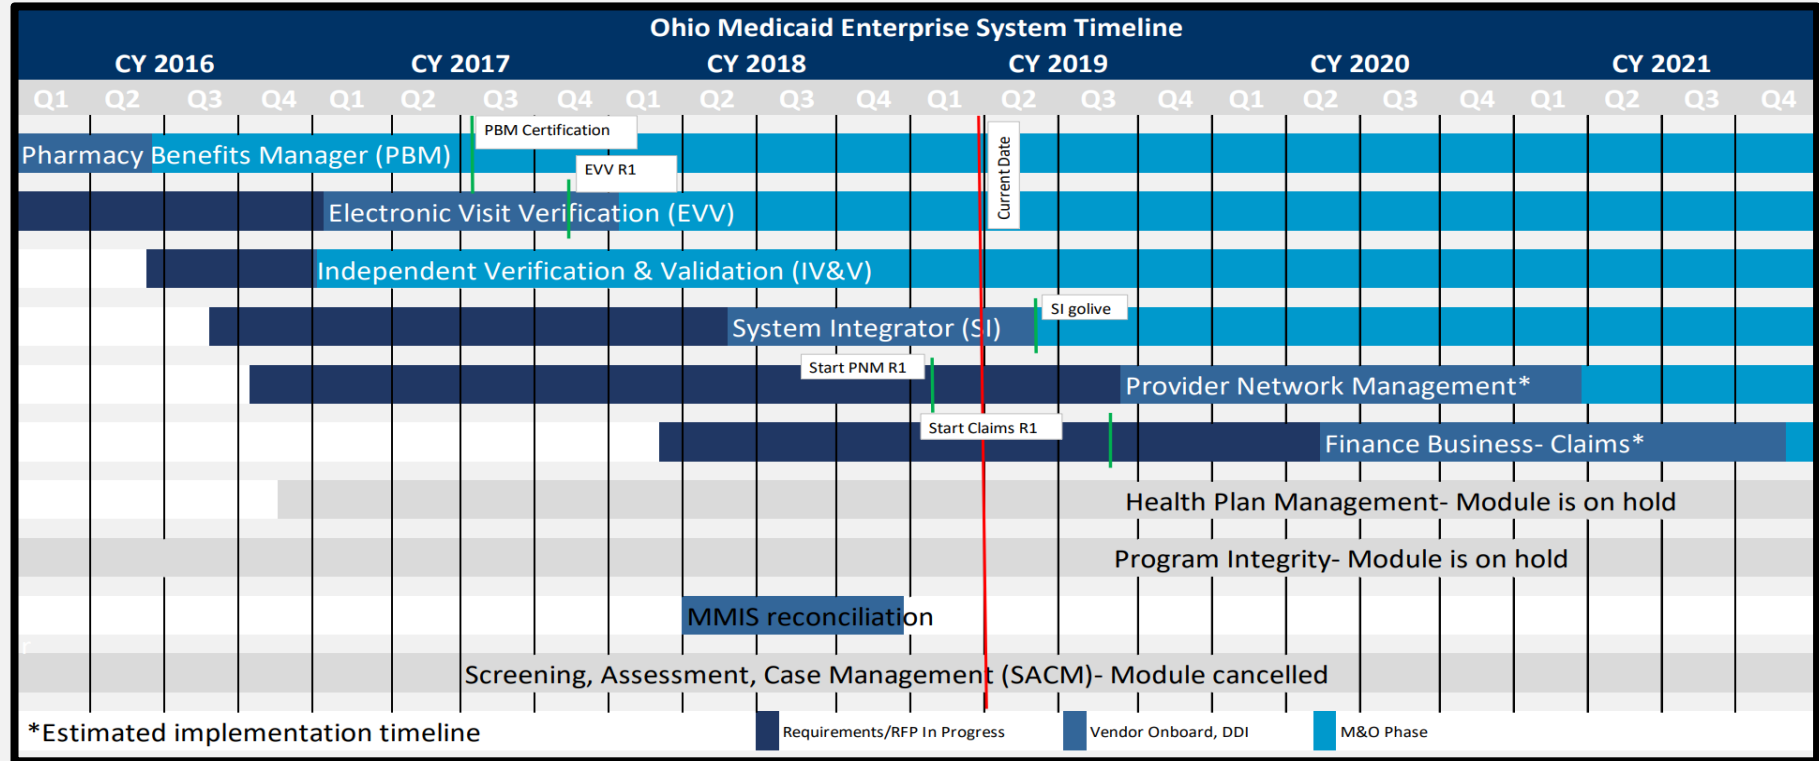 Ohio Medicaid Enterprise System Timeline
CY 2016 CY 2017 CY 2018 CY 2019 CY 2020 CY 2021
Q1 Q2 Q3 Q4 Q1 Q2 Q3 Q4 Q1 Q2 Q3 Q4 Q1 Q2 Q3 Q4 Q1 Q2 Q3 Q4 Q1 Q2 Q3 Q4
PBM Certification
Pharmacy Benefits Manager (PBM)
EVV R1
Current Date
Electronic Visit Verification (EVV)
Independent Verification & Validation (IV&V)
SI golive
System Integrator (SI)
Start PNM R1
Provider Network Management*
Start Claims R1
Finance Business- Claims*
Health Plan Management- Module is on hold
Program Integrity- Module is on hold
MMIS reconciliation
Screening, Assessment, Case Management (SACM)- Module cancelled
*Estimated implementation timeline
Requirements/RFP In Progress
Vendor Onboard, DDI
M&O Phase